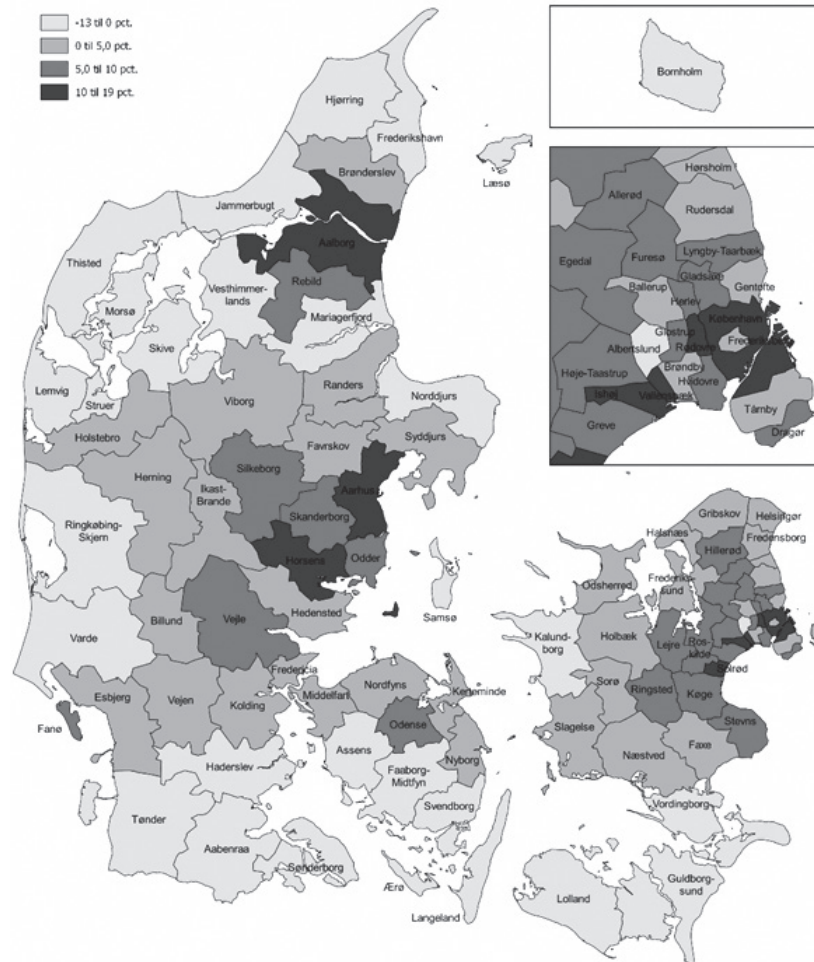 -13 til 0 pct.
0 til 5,0 pct.
5,0 til 10 pct.
10 til 19 pct.
Bornholm
Hjørring
Frederikshavn
Brønderslev
Læsø
Jammerbugt
Aalborg
Thisted
Vesthimmer-
lands
Rebild
Morsø
Mariagerfjord
Skive
Lemvig
Struer
Viborg
Randers
Norddjurs
Holstebro
Favrskov
Syddjurs
Herning
Silkeborg
Ikast-
Brande
Aarhus
Skanderborg
Ringkøbing-
Skjern
Horsens
Odder
Hedensted
Samsø
Varde
Billund
Vejle
Fredericia
Esbjerg
Vejen
Kolding
Middelfart
Nordfyns
Kerteminde
Fanø
Odense
Assens
Nyborg
Haderslev
Faaborg-
Midtfyn
Svendborg
Tønder
Aabenraa
Sønderborg
Ærø
Langeland
Hørsholm
Allerød
Rudersdal
Egedal
Furesø
Lyngby-Taarbæk
Gladsaxe
Ballerup
Gentofte
Herlev
København
Glostrup
Rødovre
Frederiksberg
Albertslund
Brøndby
Høje-Taastrup
Hvidovre
Ishøj
Vallensbæk
Tårnby
Greve
Dragør
Gribskov
Helsingør
Halsnæs
Fredensborg
Hillerød
Odsherred
Frederiks-
sund
Kalund-
borg
Holbæk
Lejre
Ros-
kilde
Solrød
Sorø
Ringsted
Køge
Slagelse
Stevns
Næstved
Faxe
Vordingborg
Guldborg-
sund
Lolland